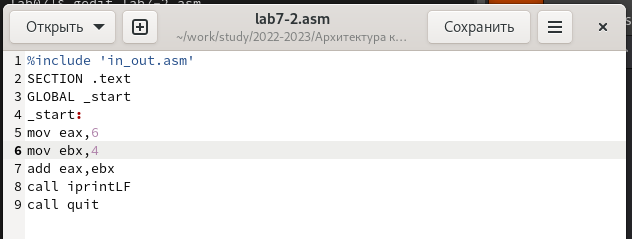 lab7-2.asm
Открыть
~/work/study/2022-2023/Архитектура к...
Сохранить
1 %include 'in_out.asm'
2 SECTION .text
3 GLOBAL _start
4 _start:
5 mov eax,6
6 mov ebx,4
7 add eax,ebx
8 call iprintLF
9 call quit